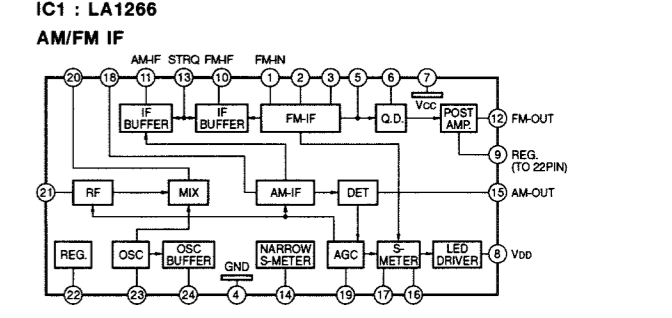 IC1 : LA1266
AM/FM IF
AM-IF STRQ FM-IF FM-IN
20 18 11 13 10 1 2 3 5 6 7
IF BUFFER
IF BUFFER
FM-IF
Q.D.
Vcc
POST AMP.
12 FM-OUT
9 REG.
(TO 22PIN)
21
RF
MIX
AM-IF
DET
15 AM-OUT
REG.
OSC
OSC BUFFER
GND
NARROW S-METER
AGC
S-METER
LED DRIVER
8 VDD
22 23 24 4 14 19 17 16